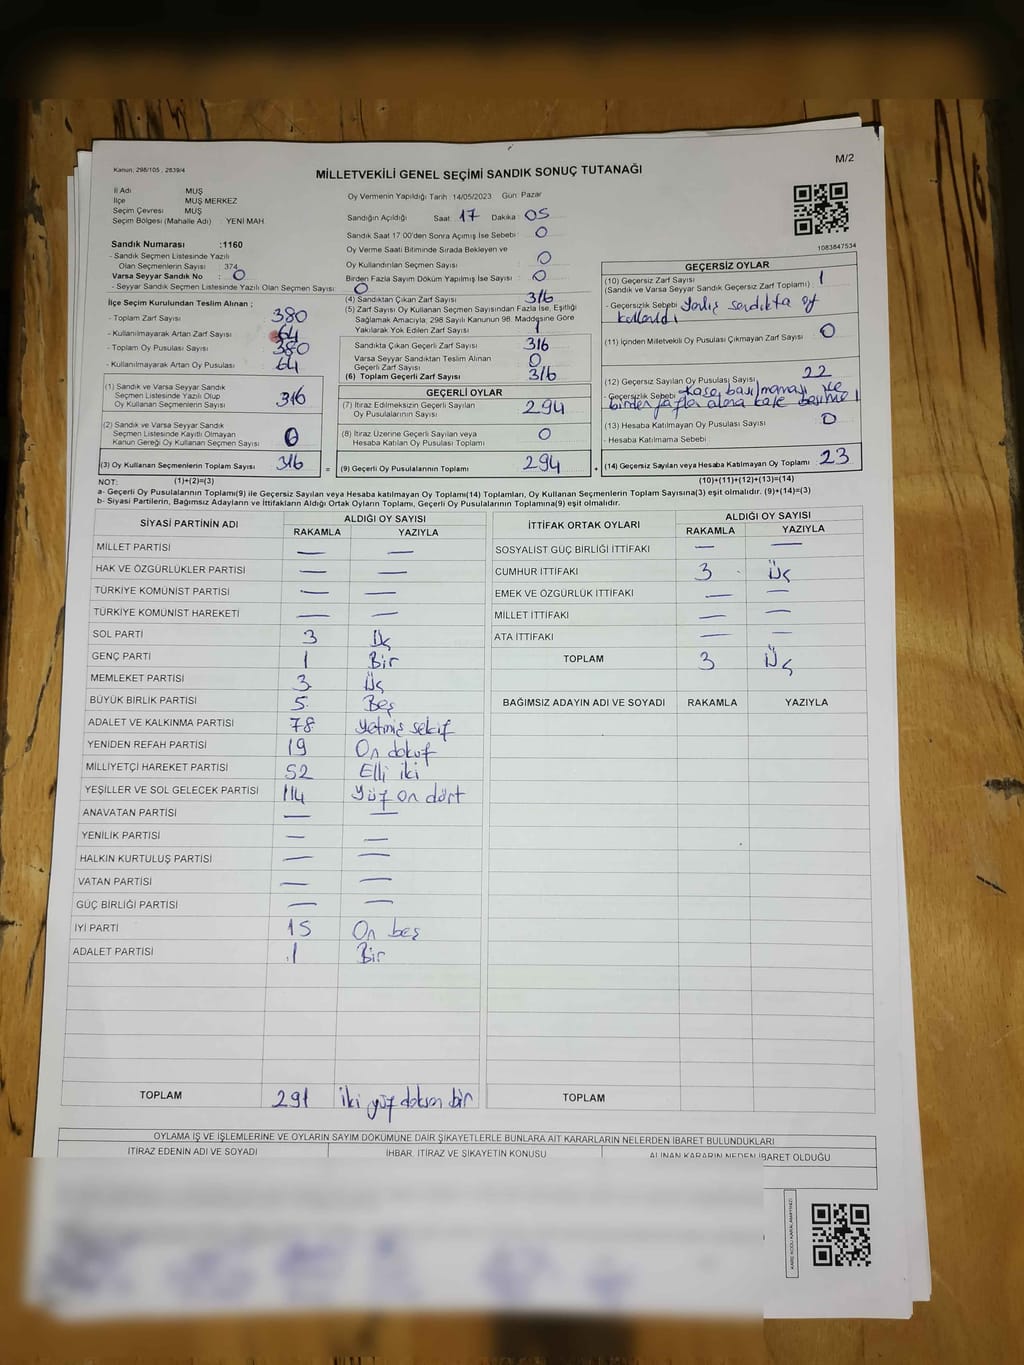 Kanun, 298/105 , 2839/4
M/2
MİLLETVEKİLİ GENEL SEÇİMİ SANDIK SONUÇ TUTANAĞI
İl Adı MUŞ
İlçe MUŞ MERKEZ
Seçim Çevresi MUŞ
Seçim Bölgesi (Mahalle Adı) YENİ MAH
Sandık Numarası :1160
- Sandık Seçmen Listesinde Yazılı
Olan Seçmenlerin Sayısı 374
Varsa Seyyar Sandık No : 0
- Seyyar Sandık Seçmen Listesinde Yazılı Olan Seçmen Sayısı: 0
İlçe Seçim Kurulundan Teslim Alınan ;
- Toplam Zarf Sayısı 380
- Kullanılmayarak Artan Zarf Sayısı 64
- Toplam Oy Pusulası Sayısı 380
- Kullanılmayarak Artan Oy Pusulası 64
(1) Sandık ve Varsa Seyyar Sandık
Seçmen Listesinde Yazılı Olup
Oy Kullanan Seçmenlerin Sayısı 316
(2) Sandık ve Varsa Seyyar Sandık
Seçmen Listesinde Kayıtlı Olmayan
Kanun Gereği Oy Kullanan Seçmen Sayısı 0
(3) Oy Kullanan Seçmenlerin Toplam Sayısı 316 =
Oy Vermenin Yapıldığı Tarih 14/05/2023 Gün: Pazar
Sandığın Açıldığı Saat: 17 Dakika: 05
Sandık Saat 17:00'den Sonra Açımış İse Sebebi : 0
Oy Verme Saati Bitiminde Sırada Bekleyen ve
Oy Kullandırılan Seçmen Sayısı 0
Birden Fazla Sayım Döküm Yapılmış İse Sayısı 0
(4) Sandıktan Çıkan Zarf Sayısı 316
(5) Zarf Sayısı Oy Kullanan Seçmen Sayısından Fazla İse, Eşitliği
Sağlamak Amacıyla, 298 Sayılı Kanunun 98. Maddesine Göre
Yakılarak Yok Edilen Zarf Sayısı
Sandıkta Çıkan Geçerli Zarf Sayısı 316
Varsa Seyyar Sandıktan Teslim Alınan
Geçerli Zarf Sayısı 0
(6) Toplam Geçerli Zarf Sayısı 316
GEÇERLİ OYLAR
(7) İtiraz Edilmeksizin Geçerli Sayılan
Oy Pusulalarının Sayısı 294
(8) İtiraz Üzerine Geçerli Sayılan veya
Hesaba Katılan Oy Pusulası Toplamı 0
(9) Geçerli Oy Pusulalarının Toplamı 294 +
1083847534
GEÇERSİZ OYLAR
(10) Geçersiz Zarf Sayısı 1
(Sandık ve Varsa Seyyar Sandık Geçersiz Zarf Toplamı) :
- Geçersizlik Sebebi Yanlış sandıkta oy
kullanıldı
(11) İçinden Milletvekili Oy Pusulası Çıkmayan Zarf Sayısı 0
(12) Geçersiz Sayılan Oy Pusulası Sayısı 22
- Geçersizlik Sebebi Kaşe basılmaması ve
birden fazla alana kaşe basılması
(13) Hesaba Katılmayan Oy Pusulası Sayısı 0
- Hesaba Katılmama Sebebi
(14) Geçersiz Sayılan veya Hesaba Katılmayan Oy Toplamı 23
NOT: (1)+(2)=(3) (10)+(11)+(12)+(13)=(14)
a- Geçerli Oy Pusulalarının Toplamı(9) ile Geçersiz Sayılan veya Hesaba katılmayan Oy Toplamı(14) Toplamları, Oy Kullanan Seçmenlerin Toplam Sayısına(3) eşit olmalıdır. (9)+(14)=(3)
b- Siyasi Partilerin, Bağımsız Adayların ve İttifakların Aldığı Ortak Oyların Toplamı, Geçerli Oy Pusulalarının Toplamına(9) eşit olmalıdır.
SİYASİ PARTİNİN ADI ALDIĞI OY SAYISI
RAKAMLA YAZIYLA
MİLLET PARTİSİ — —
HAK VE ÖZGÜRLÜKLER PARTİSİ — —
TÜRKİYE KOMÜNİST PARTİSİ — —
TÜRKİYE KOMÜNİST HAREKETİ — —
SOL PARTİ 3 Üç
GENÇ PARTİ 1 Bir
MEMLEKET PARTİSİ 3 Üç
BÜYÜK BİRLİK PARTİSİ 5 Beş
ADALET VE KALKINMA PARTİSİ 78 Yetmiş sekiz
YENİDEN REFAH PARTİSİ 19 On dokuz
MİLLİYETÇİ HAREKET PARTİSİ 52 Elli iki
YEŞİLLER VE SOL GELECEK PARTİSİ 114 Yüz on dört
ANAVATAN PARTİSİ — —
YENİLİK PARTİSİ — —
HALKIN KURTULUŞ PARTİSİ — —
VATAN PARTİSİ — —
GÜÇ BİRLİĞİ PARTİSİ — —
İYİ PARTİ 15 On beş
ADALET PARTİSİ 1 Bir
TOPLAM 291 iki yüz doksan bir
İTTİFAK ORTAK OYLARI ALDIĞI OY SAYISI
RAKAMLA YAZIYLA
SOSYALİST GÜÇ BİRLİĞİ İTTİFAKI — —
CUMHUR İTTİFAKI 3 Üç
EMEK VE ÖZGÜRLÜK İTTİFAKI — —
MİLLET İTTİFAKI — —
ATA İTTİFAKI — —
TOPLAM 3 Üç
BAĞIMSIZ ADAYIN ADI VE SOYADI RAKAMLA YAZIYLA
TOPLAM
OYLAMA İŞ VE İŞLEMLERİNE VE OYLARIN SAYIM DÖKÜMÜNE DAİR ŞİKAYETLERLE BUNLARA AİT KARARLARIN NELERDEN İBARET BULUNDUKLARI
İTİRAZ EDENİN ADI VE SOYADI İHBAR, İTİRAZ VE ŞİKAYETİN KONUSU ALINAN KARARIN NEDEN İBARET OLDUĞU
KARE KODU KARALAMAYINIZ!